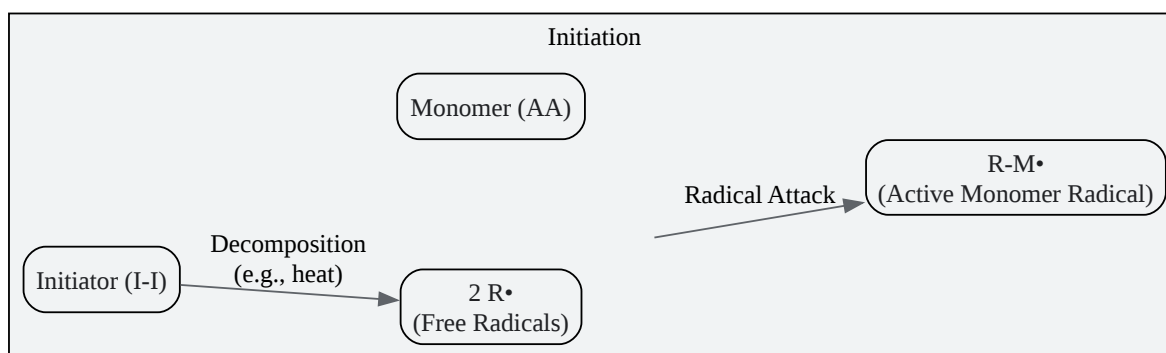 Initiation
Monomer (AA)
R-M•
(Active Monomer Radical)
Radical Attack
Decomposition
(e.g., heat)
Initiator (I-I)
2 R•
(Free Radicals)